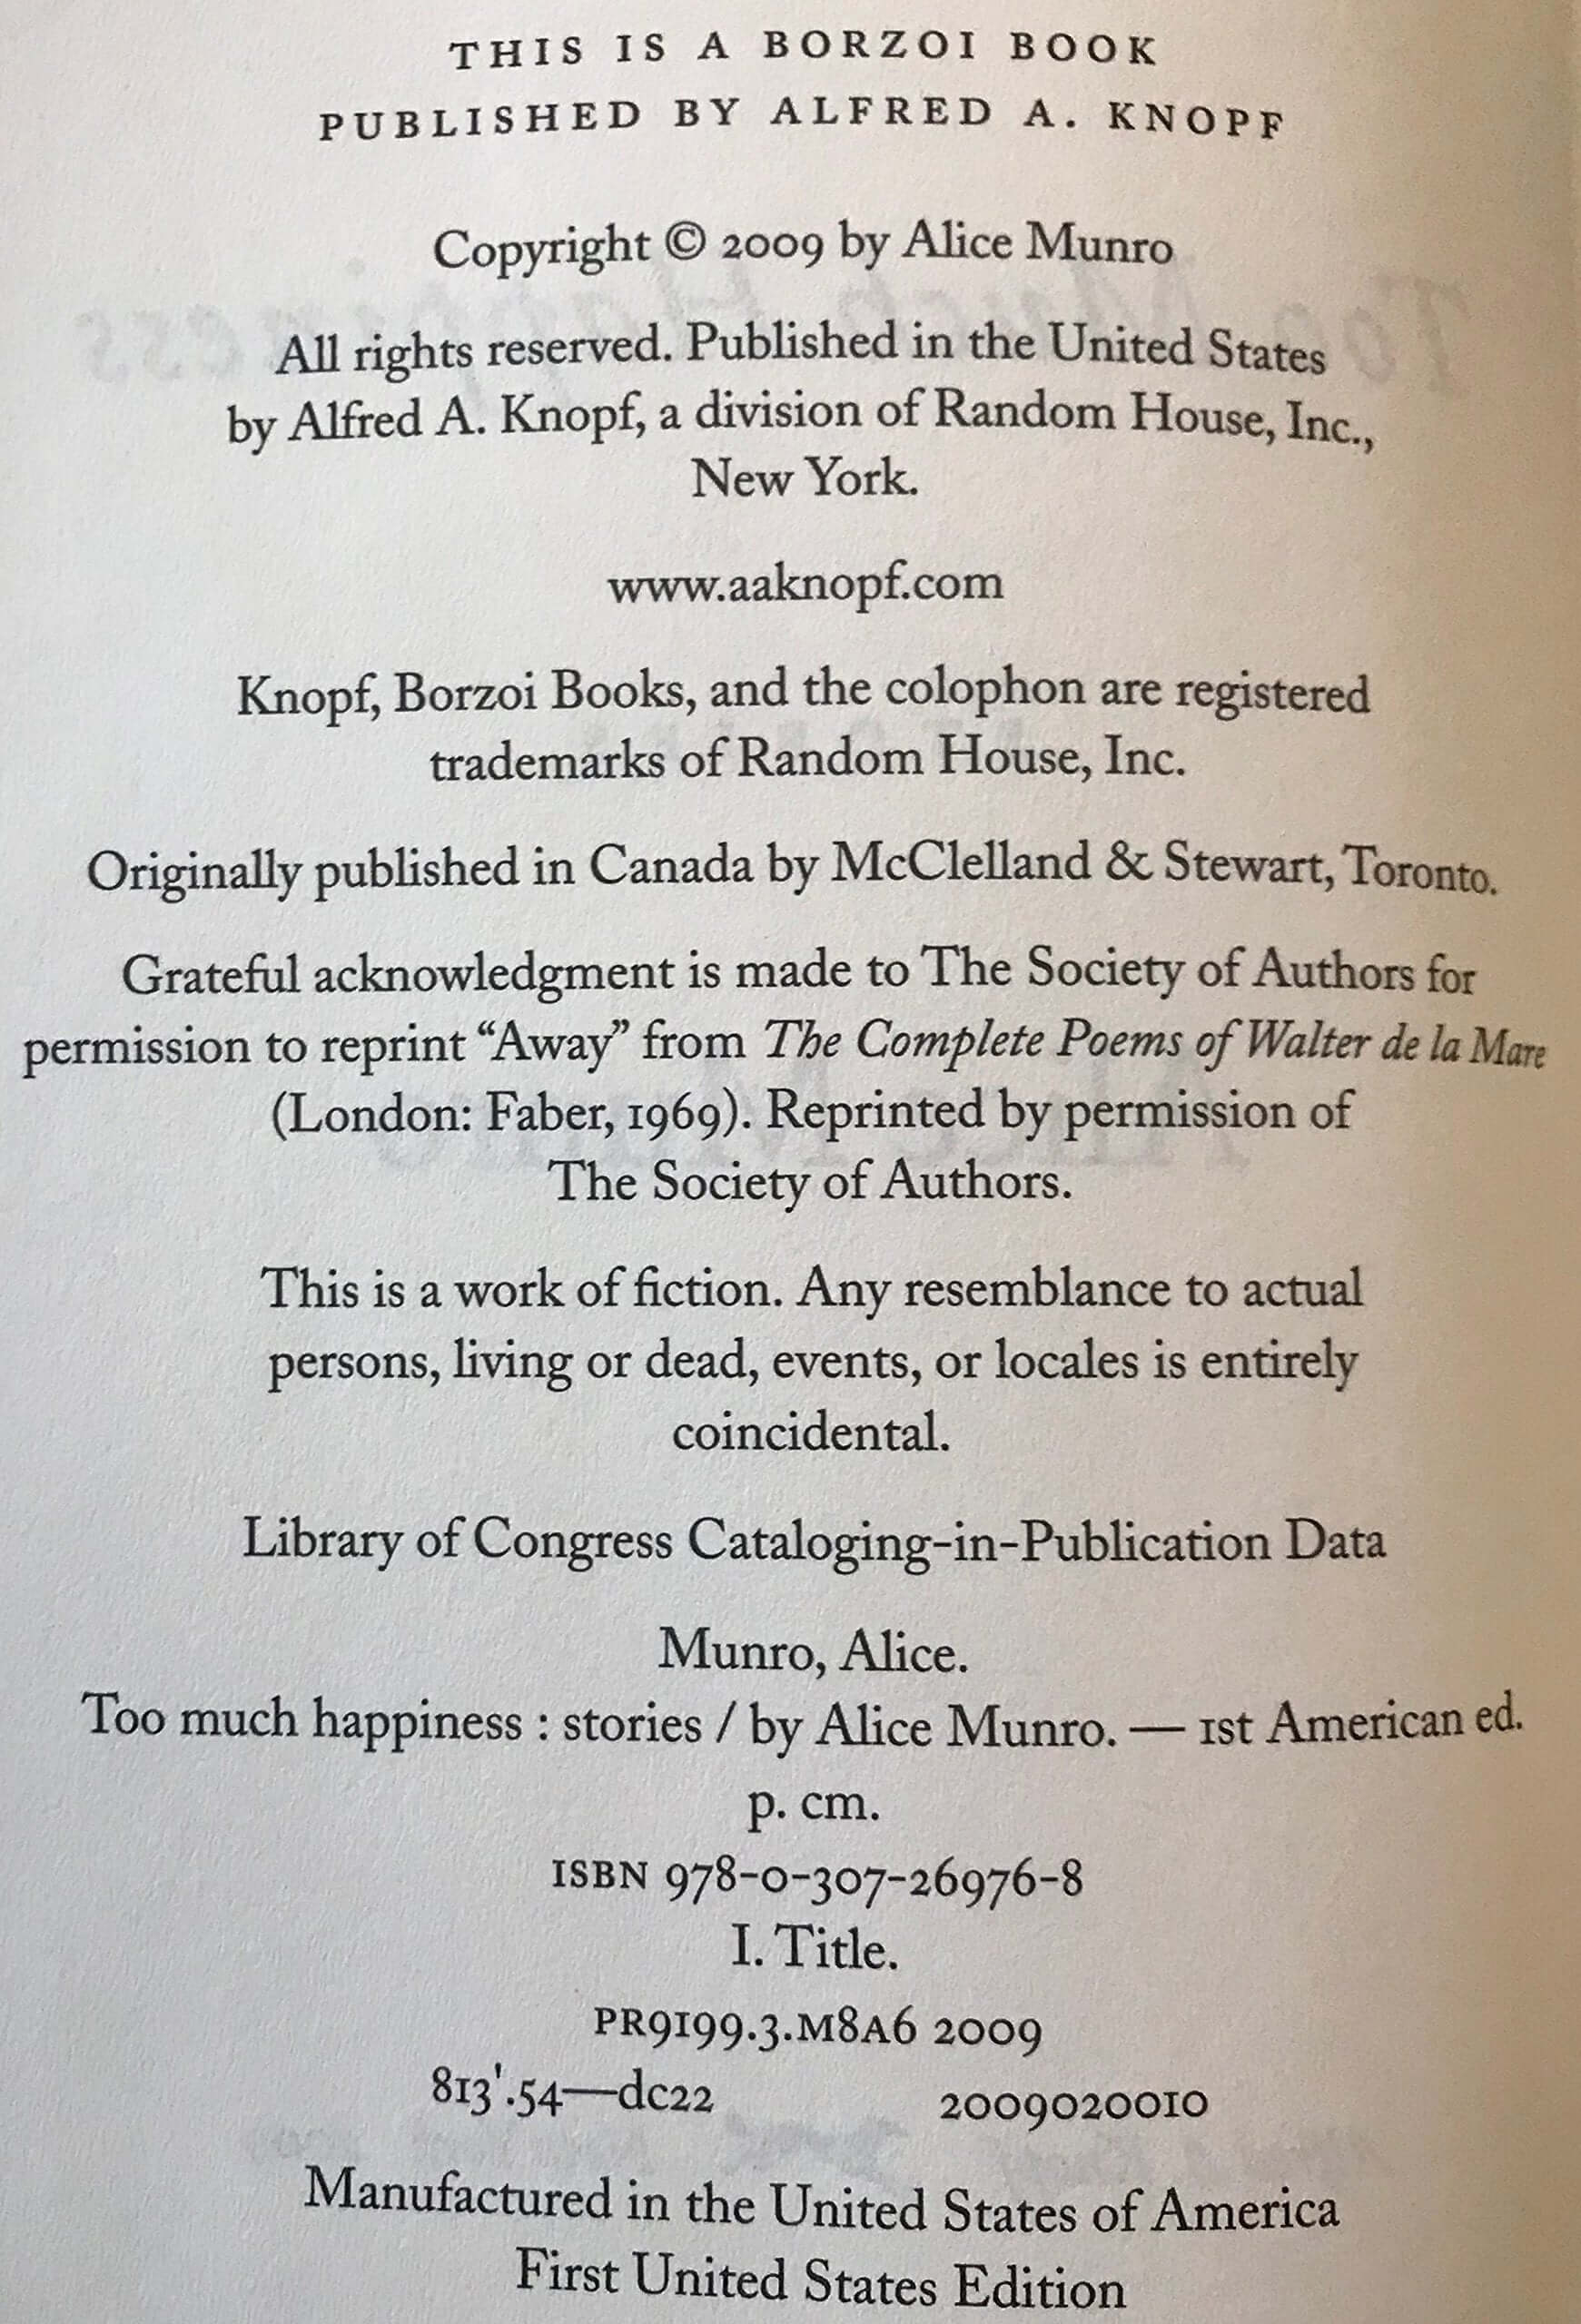 THIS IS A BORZOI BOOK
PUBLISHED BY ALFRED A. KNOPF
Copyright © 2009 by Alice Munro
All rights reserved. Published in the United States
by Alfred A. Knopf, a division of Random House, Inc.,
New York.
www.aaknopf.com
Knopf, Borzoi Books, and the colophon are registered
trademarks of Random House, Inc.
Originally published in Canada by McClelland & Stewart, Toronto.
Grateful acknowledgment is made to The Society of Authors for
permission to reprint “Away” from The Complete Poems of Walter de la Mare
(London: Faber, 1969). Reprinted by permission of
The Society of Authors.
This is a work of fiction. Any resemblance to actual
persons, living or dead, events, or locales is entirely
coincidental.
Library of Congress Cataloging-in-Publication Data
Munro, Alice.
Too much happiness : stories / by Alice Munro. — 1st American ed.
p. cm.
ISBN 978-0-307-26976-8
I. Title.
PR9199.3.M8A6 2009
813'.54—dc22 2009020010
Manufactured in the United States of America
First United States Edition